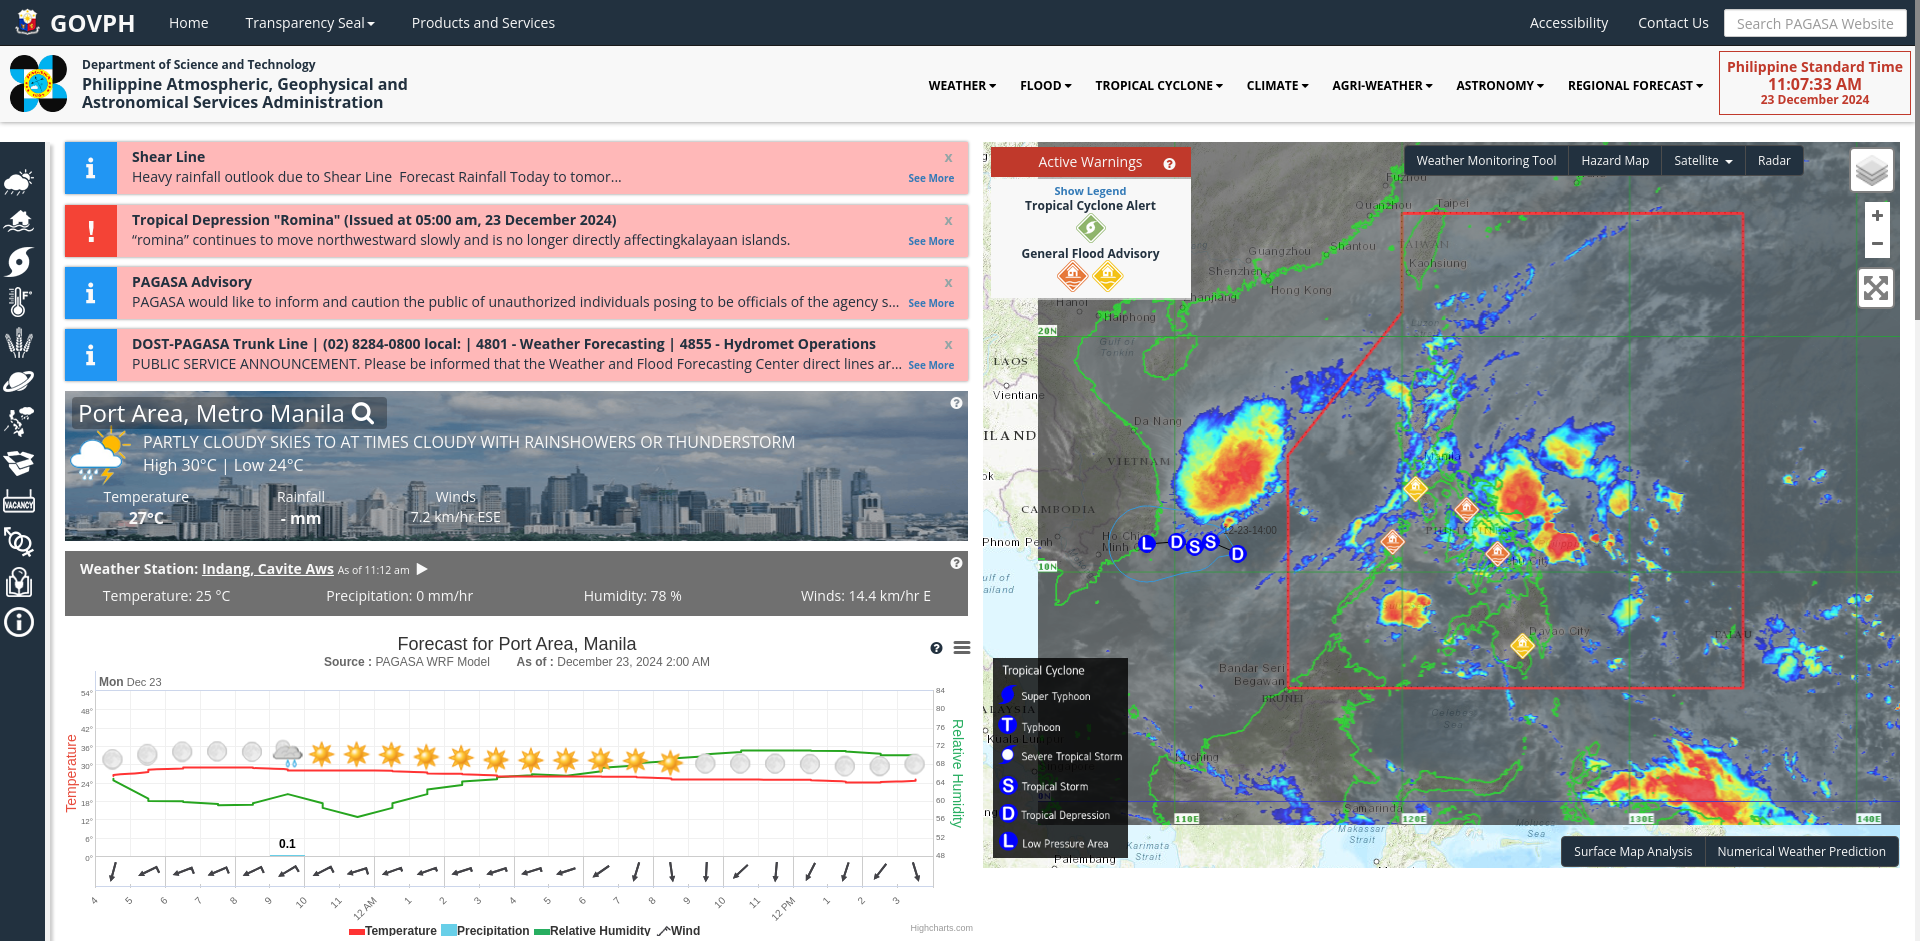 GOVPH
Home
Transparency Seal
Products and Services
Accessibility
Contact Us
Search PAGASA Website
Department of Science and Technology
Philippine Atmospheric, Geophysical and
Astronomical Services Administration
WEATHER
FLOOD
TROPICAL CYCLONE
CLIMATE
AGRI-WEATHER
ASTRONOMY
REGIONAL FORECAST
Philippine Standard Time
11:07:33 AM
23 December 2024
Shear Line
x
Heavy rainfall outlook due to Shear Line Forecast Rainfall Today to tomor...
See More
Tropical Depression "Romina" (Issued at 05:00 am, 23 December 2024)
x
“romina” continues to move northwestward slowly and is no longer directly affectingkalayaan islands.
See More
PAGASA Advisory
x
PAGASA would like to inform and caution the public of unauthorized individuals posing to be officials of the agency s...
See More
DOST-PAGASA Trunk Line | (02) 8284-0800 local: | 4801 - Weather Forecasting | 4855 - Hydromet Operations
x
PUBLIC SERVICE ANNOUNCEMENT. Please be informed that the Weather and Flood Forecasting Center direct lines ar...
See More
Port Area, Metro Manila
PARTLY CLOUDY SKIES TO AT TIMES CLOUDY WITH RAINSHOWERS OR THUNDERSTORM
High 30°C | Low 24°C
Temperature
Rainfall
Winds
27°C
- mm
7.2 km/hr ESE
Weather Station: Indang, Cavite Aws As of 11:12 am
Temperature: 25 °C
Precipitation: 0 mm/hr
Humidity: 78 %
Winds: 14.4 km/hr E
VACANCY
Forecast for Port Area, Manila
Source : PAGASA WRF Model As of : December 23, 2024 2:00 AM
Mon Dec 23
54°
48°
42°
36°
30°
24°
18°
12°
6°
0°
Temperature
84
80
76
72
68
64
60
56
52
48
Relative Humidity
0.1
4
5
6
7
8
9
10
11
12 AM
1
2
3
4
5
6
7
8
9
10
11
12 PM
1
2
3
Temperature
Precipitation
Relative Humidity
Wind
Highcharts.com
Active Warnings
Show Legend
Tropical Cyclone Alert
General Flood Advisory
Weather Monitoring Tool
Hazard Map
Satellite
Radar
+
−
Fuzhou
Quanzhou
Taipei
Guangzhou
Shantou
TAIWAN
Kaohsiung
Shenzhen
Hong Kong
Zhanjiang
Hanoi
Haiphong
20N
Gulf of
Tonkin
LAOS
Vientiane
Da Nang
ILAND
VIETNAM
Manila
ok
CAMBODIA
12-23-14:00
PHILIPPINES
Phnom Penh
Ho Chi
Minh
L
D
S
S
D
10N
ulf of
ailand
Davao City
PALAU
Bandar Seri
Begawan
BRUNEI
Tropical Cyclone
Super Typhoon
T Typhoon
Severe Tropical Storm
S Tropical Storm
D Tropical Depression
L Low Pressure Area
ALAYSIA
Kuala Lumpur
Celebes
Sea
Kuching
Samarinda
110E
120E
130E
140E
Makassar
Strait
Molucca
Sea
Karimata
Strait
Palembang
Surface Map Analysis
Numerical Weather Prediction